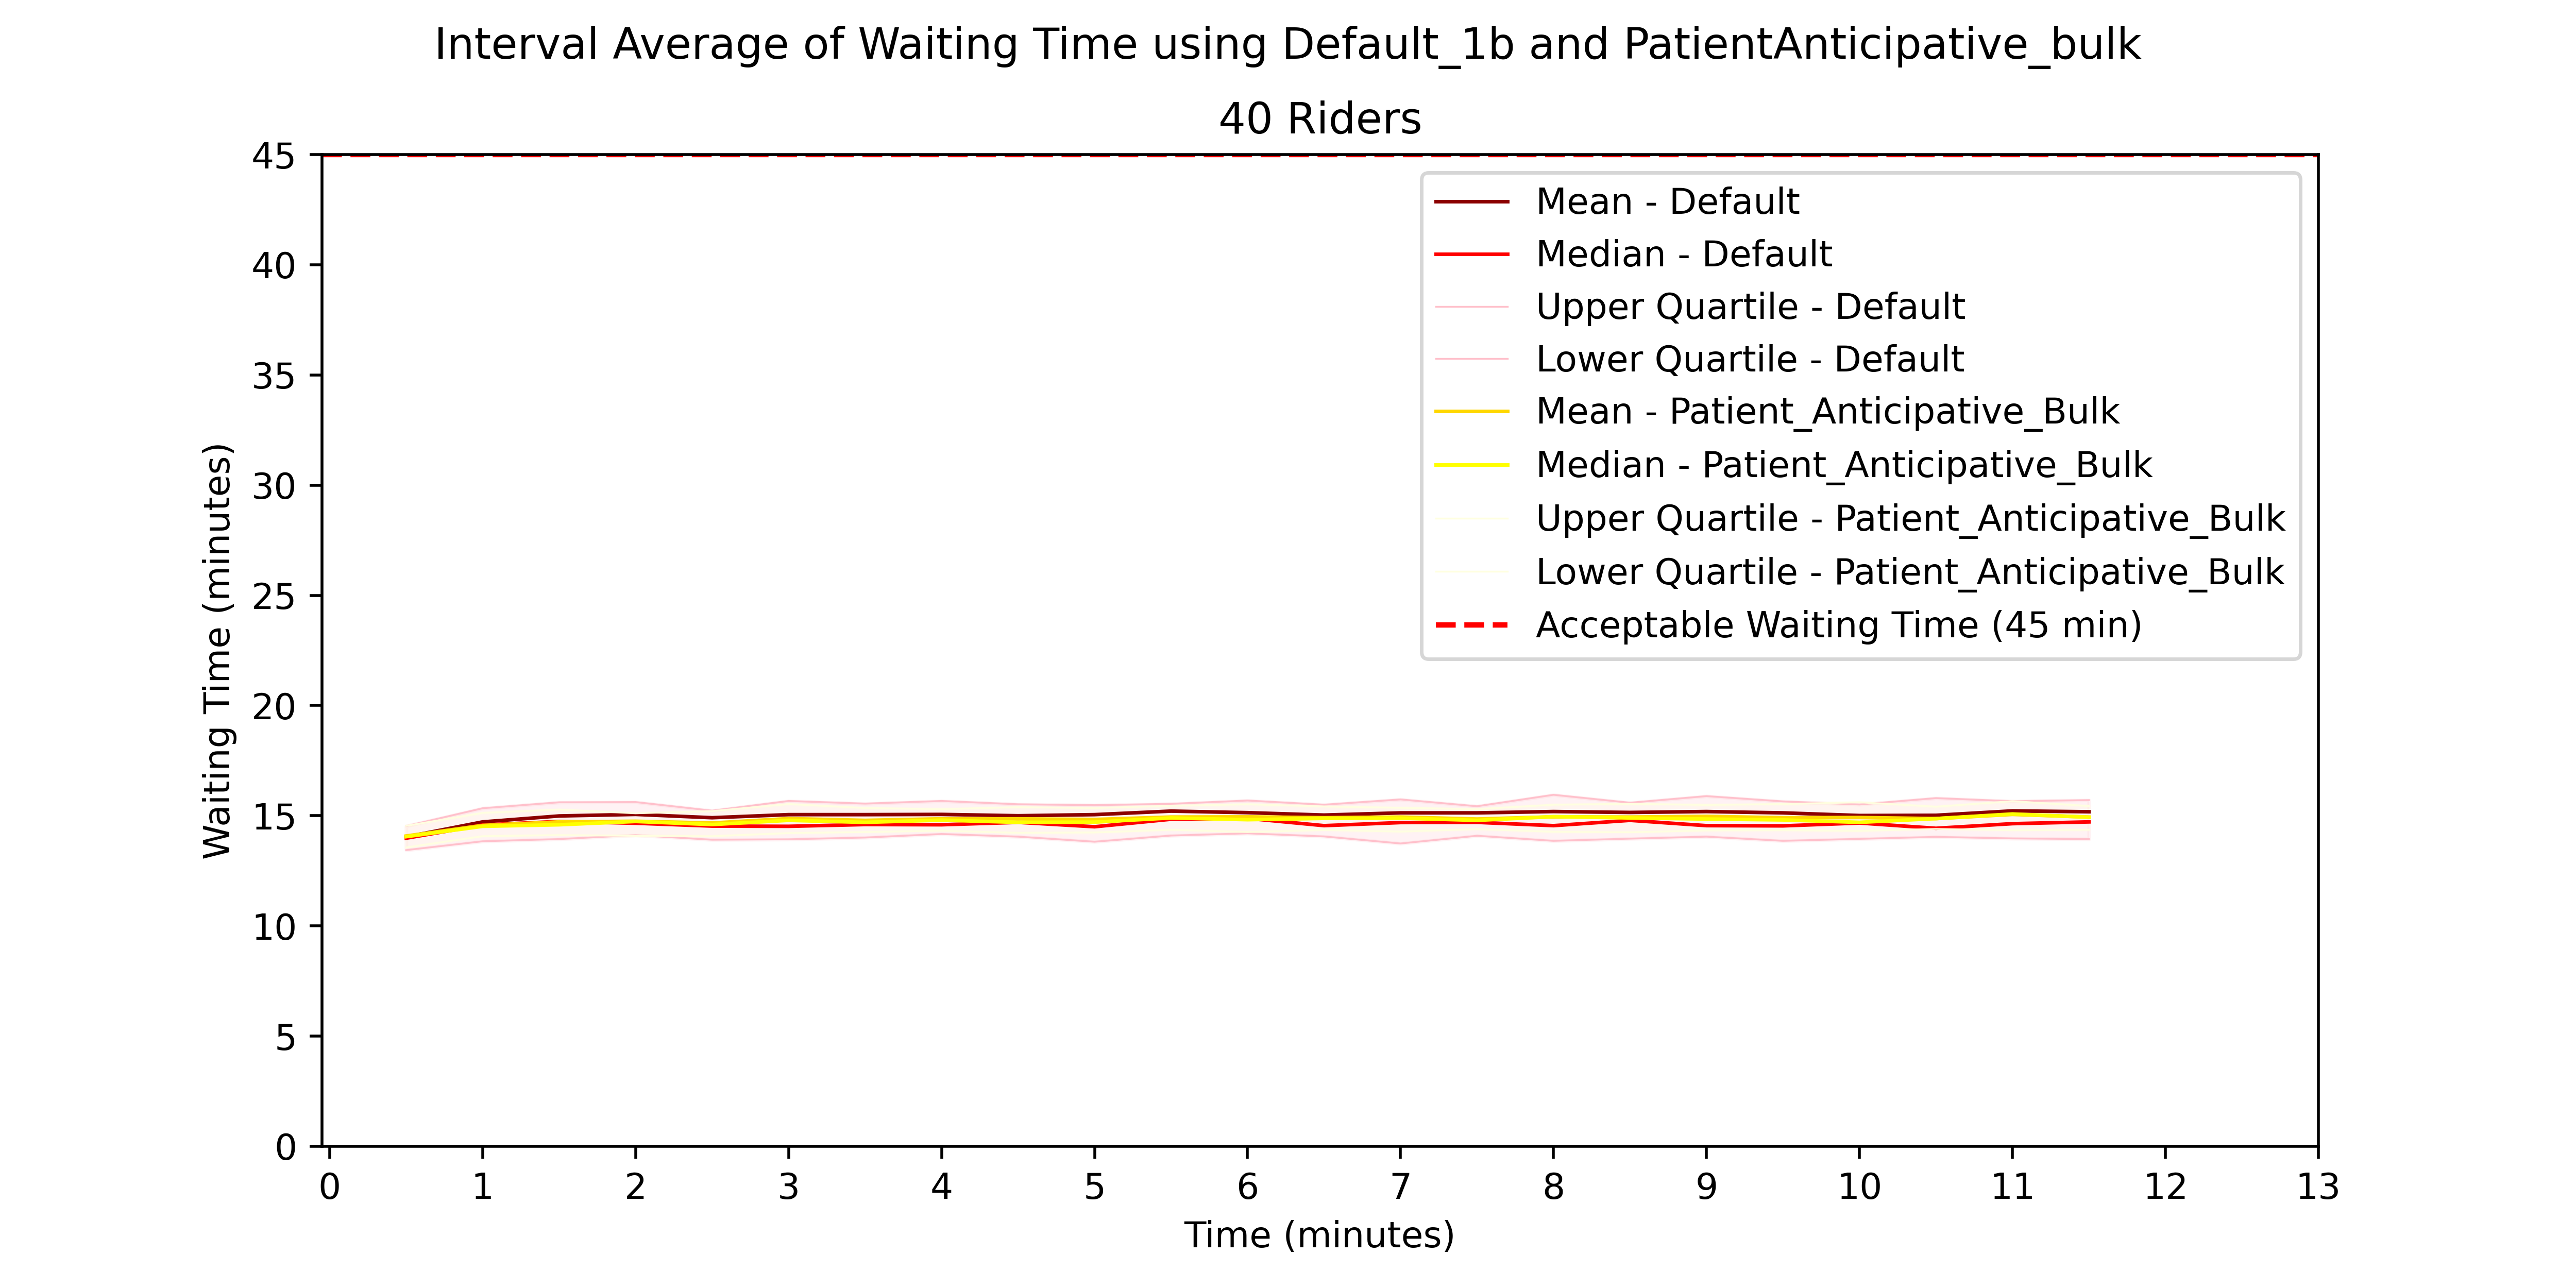 Interval Average of Waiting Time using Default_1b and PatientAnticipative_bulk
40 Riders
45
40
35
30
25
20
15
10
5
0
Waiting Time (minutes)
Mean - Default
Median - Default
Upper Quartile - Default
Lower Quartile - Default
Mean - Patient_Anticipative_Bulk
Median - Patient_Anticipative_Bulk
Upper Quartile - Patient_Anticipative_Bulk
Lower Quartile - Patient_Anticipative_Bulk
Acceptable Waiting Time (45 min)
0 1 2 3 4 5 6 7 8 9 10 11 12 13
Time (minutes)